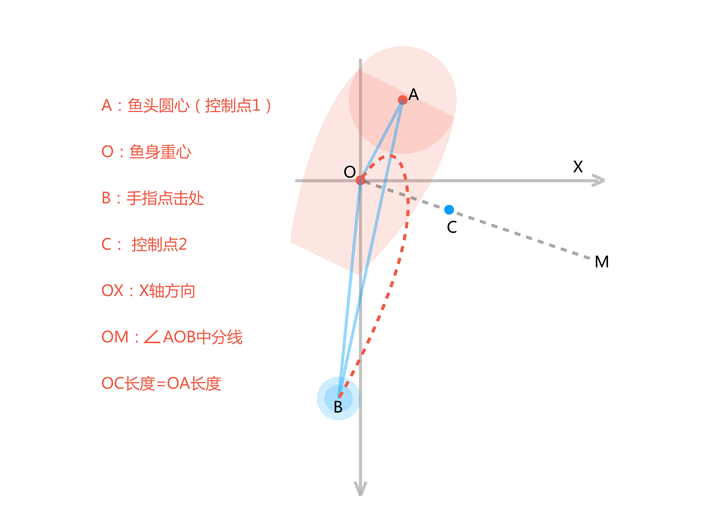 A：鱼头圆心（控制点1）
O：鱼身重心
B：手指点击处
C： 控制点2
OX：X轴方向
OM：∠AOB中分线
OC长度=OA长度
A
O
X
C
M
B